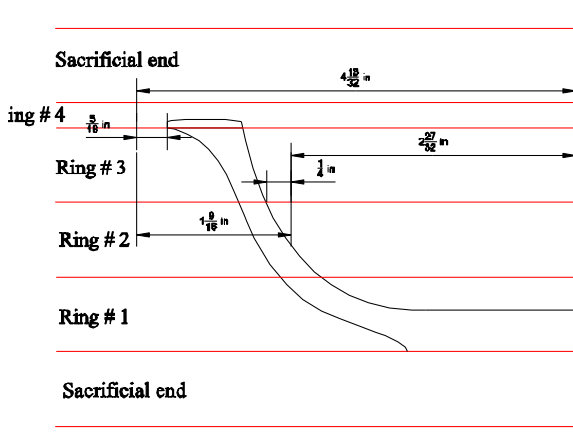 Sacrificial end
4 13/32 in
ing # 4
5/16 in
2 27/32 in
Ring # 3
1/4 in
1 9/16 in
Ring # 2
Ring # 1
Sacrificial end